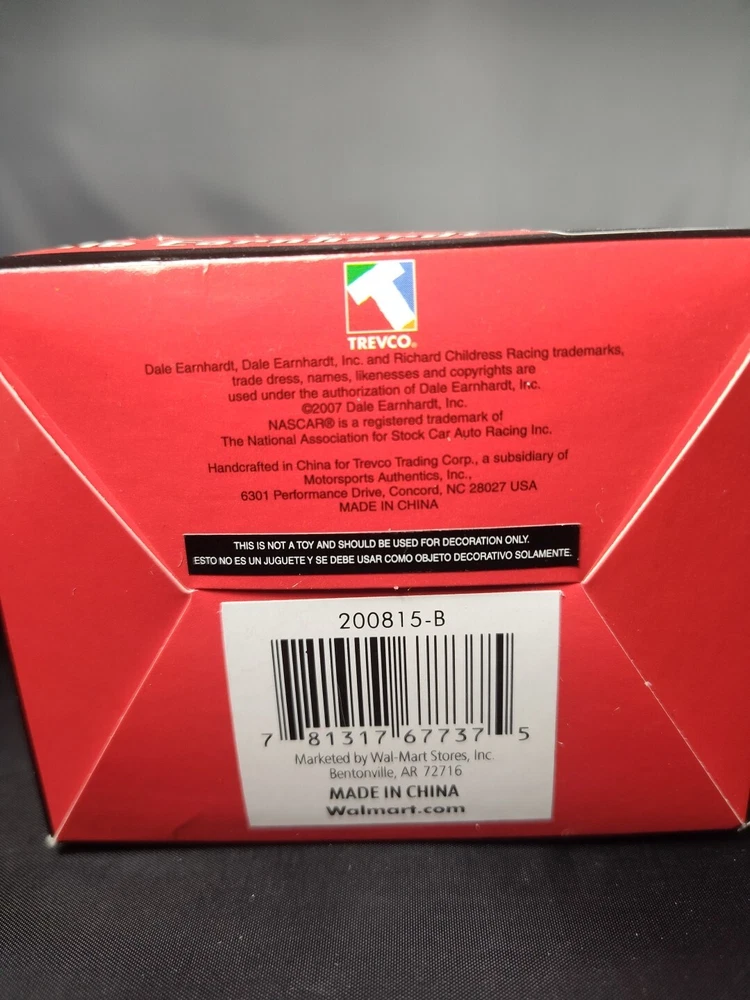 Earnhardt
TREVCO®
Dale Earnhardt, Dale Earnhardt, Inc. and Richard Childress Racing trademarks,
trade dress, names, likenesses and copyrights are
used under the authorization of Dale Earnhardt, Inc.
©2007 Dale Earnhardt, Inc.
NASCAR® is a registered trademark of
The National Association for Stock Car Auto Racing Inc.
Handcrafted in China for Trevco Trading Corp., a subsidiary of
Motorsports Authentics, Inc.,
6301 Performance Drive, Concord, NC 28027 USA
MADE IN CHINA
THIS IS NOT A TOY AND SHOULD BE USED FOR DECORATION ONLY.
ESTO NO ES UN JUGUETE Y SE DEBE USAR COMO OBJETO DECORATIVO SOLAMENTE.
200815-B
7 81317 67737 5
Marketed by Wal-Mart Stores, Inc.
Bentonville, AR 72716
MADE IN CHINA
Walmart.com